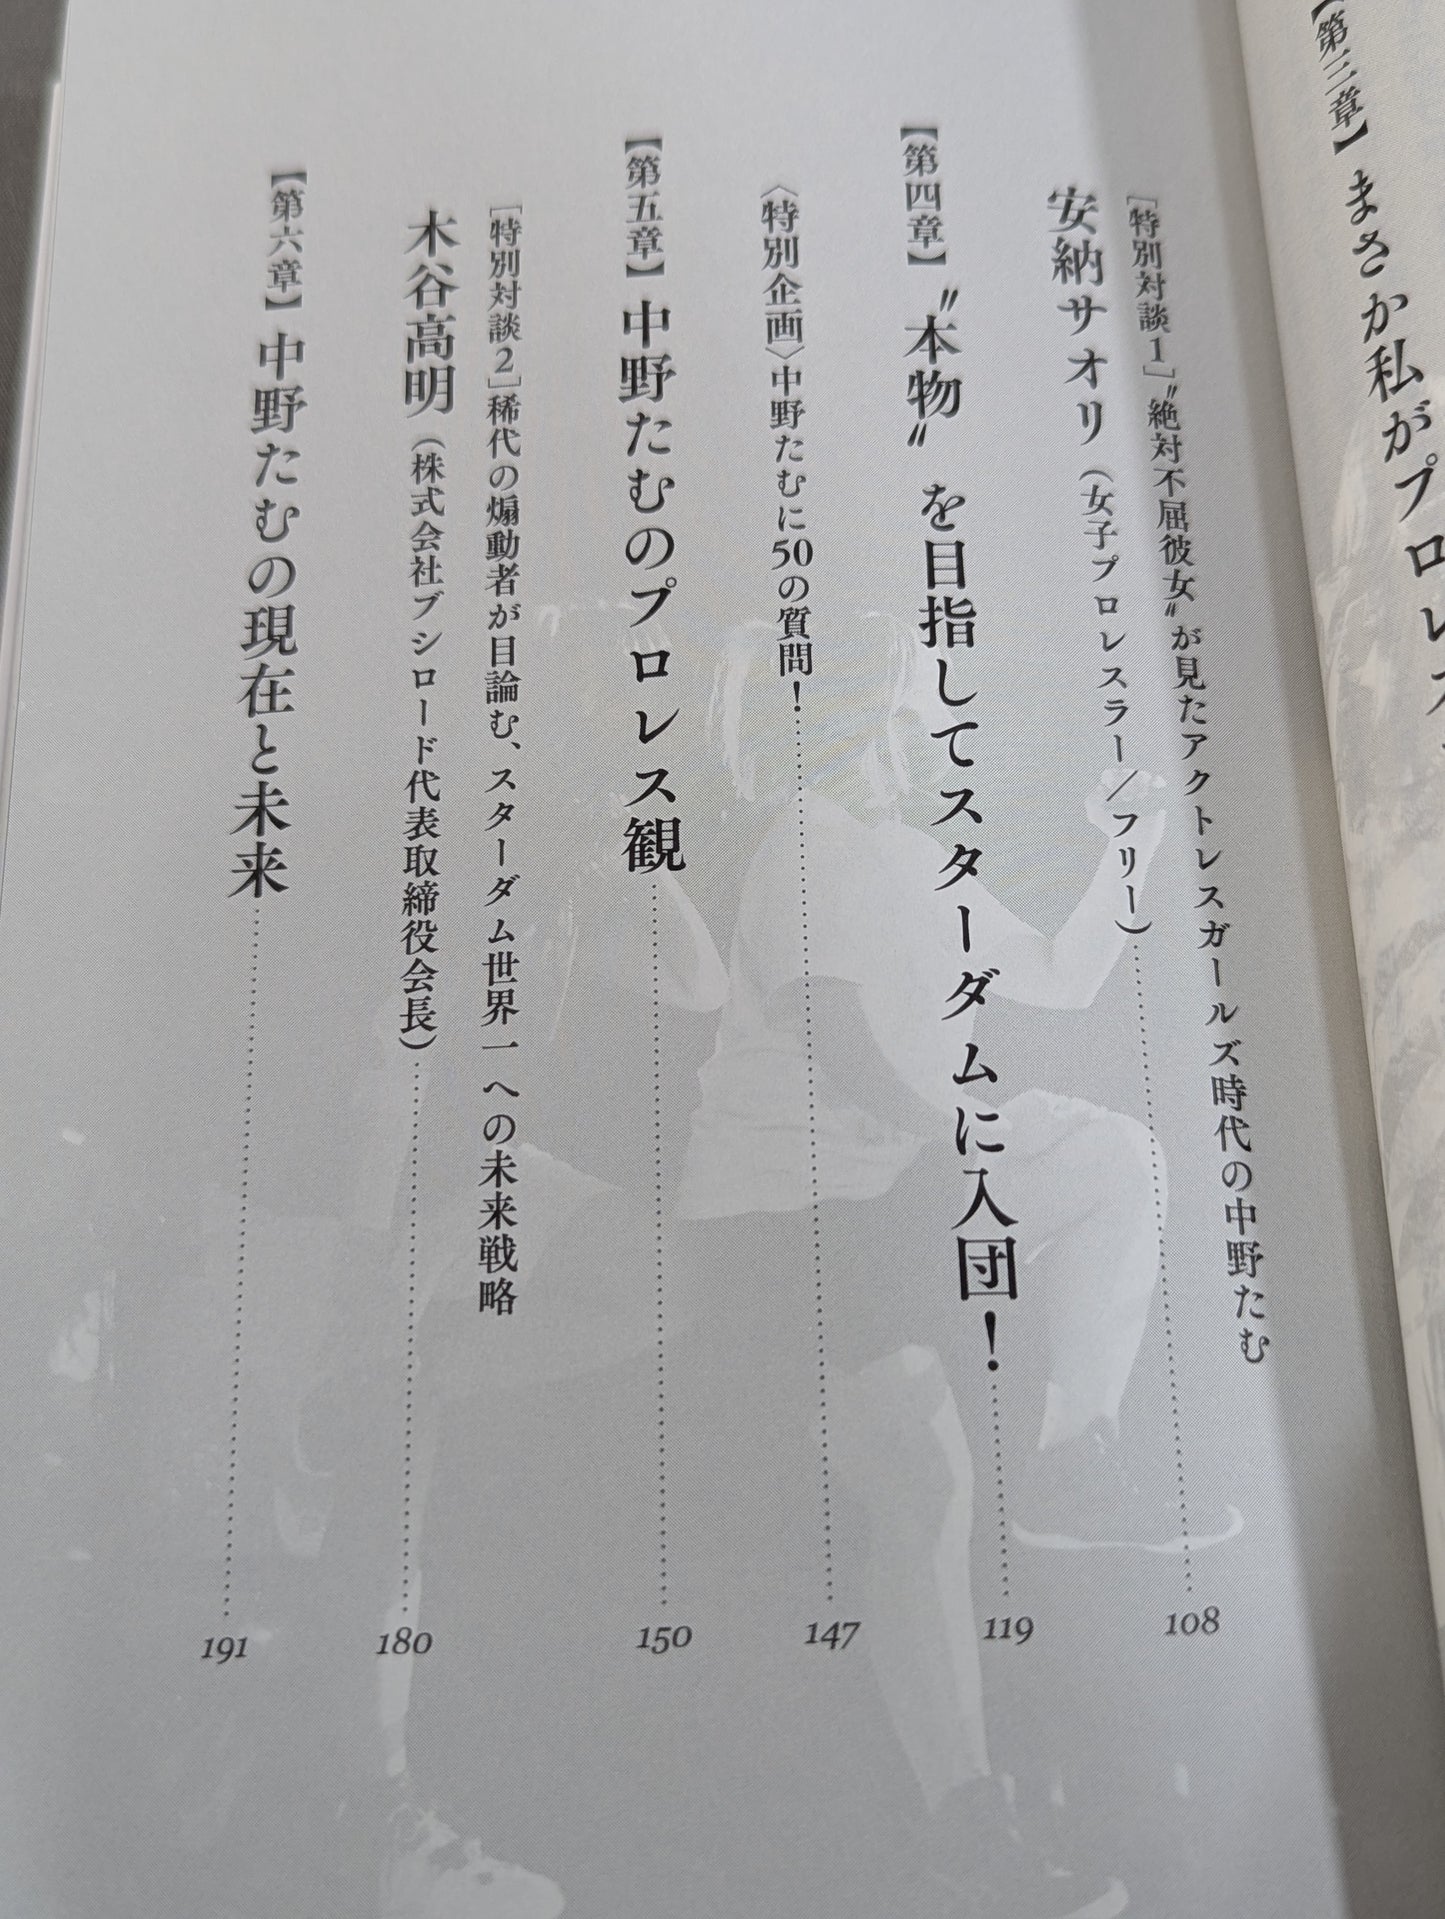 【第三章】まさか私がプロレス
［特別対談1］〝絶対不屈彼女〟が見たアクトレスガールズ時代の中野たむ
安納サオリ（女子プロレスラー／フリー）……108
【第四章】〝本物〟を目指してスターダムに入団！……119
〈特別企画〉中野たむに50の質問！……147
【第五章】中野たむのプロレス観……150
［特別対談2］稀代の煽動者が目論む、スターダム世界一への未来戦略
木谷高明（株式会社ブシロード代表取締役会長）……180
【第六章】中野たむの現在と未来……191